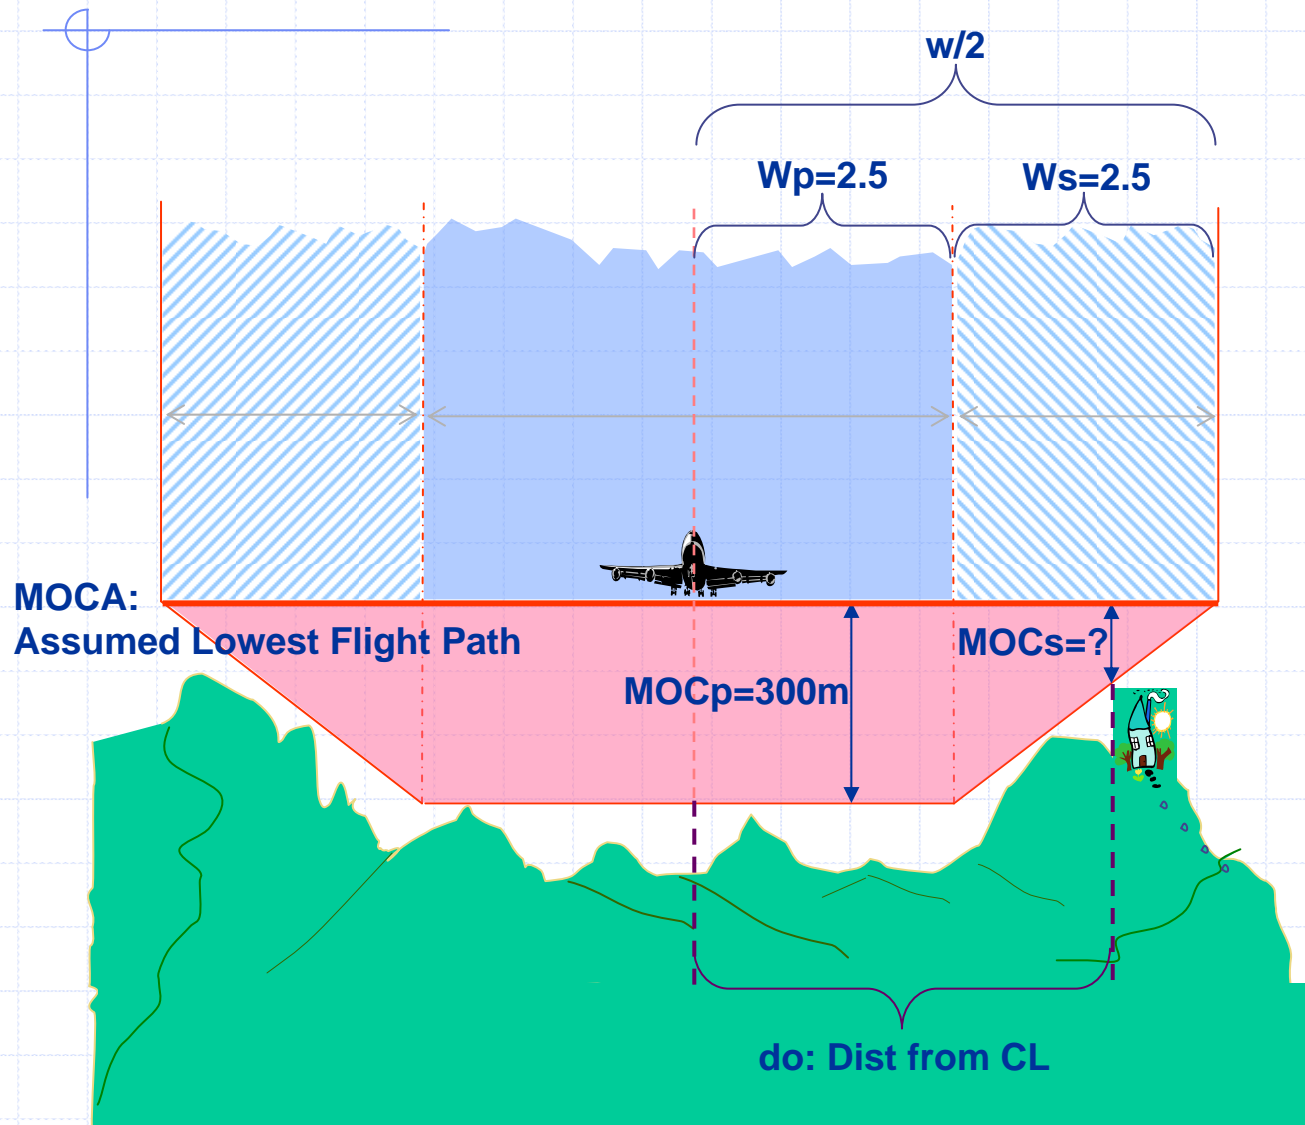 w/2
Wp=2.5
Ws=2.5
MOCA:
Assumed Lowest Flight Path
MOCs=?
MOCp=300m
do: Dist from CL